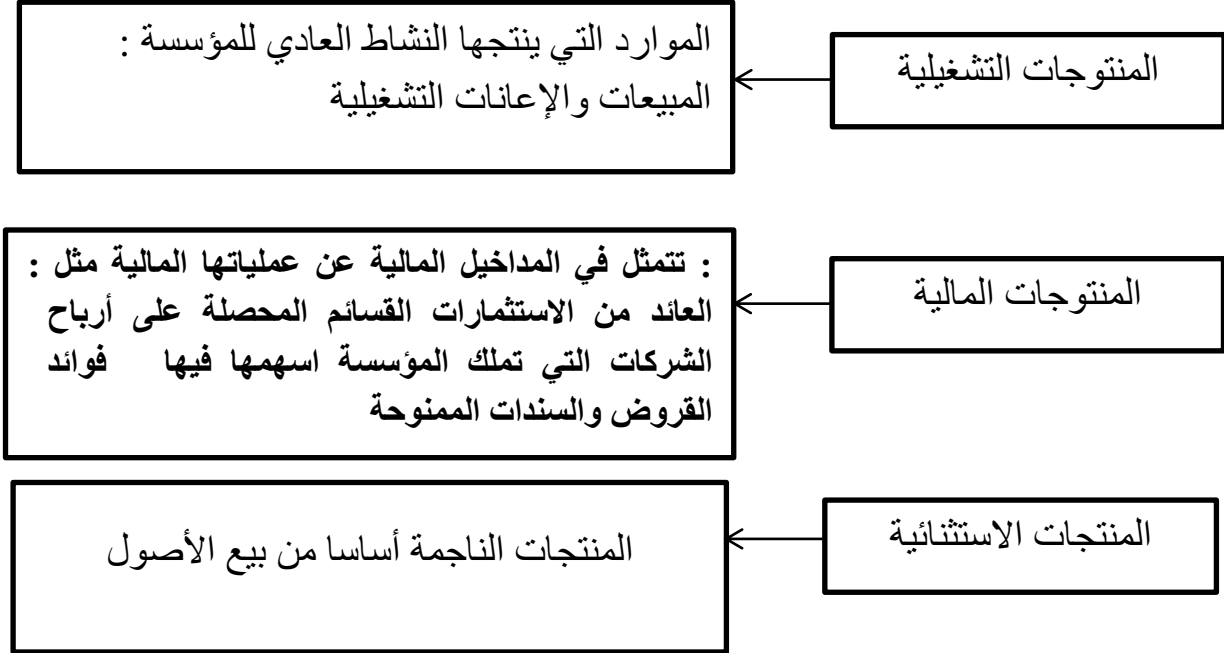 المنتوجات التشغيلية
الموارد التي ينتجها النشاط العادي للمؤسسة :
المبيعات والإعانات التشغيلية
المنتوجات المالية
: تتمثل في المداخيل المالية عن عملياتها المالية مثل :
العائد من الاستثمارات القسائم المحصلة على أرباح
الشركات التي تملك المؤسسة اسهمها فيها فوائد
القروض والسندات الممنوحة
المنتجات الاستثنائية
المنتجات الناجمة أساسا من بيع الأصول